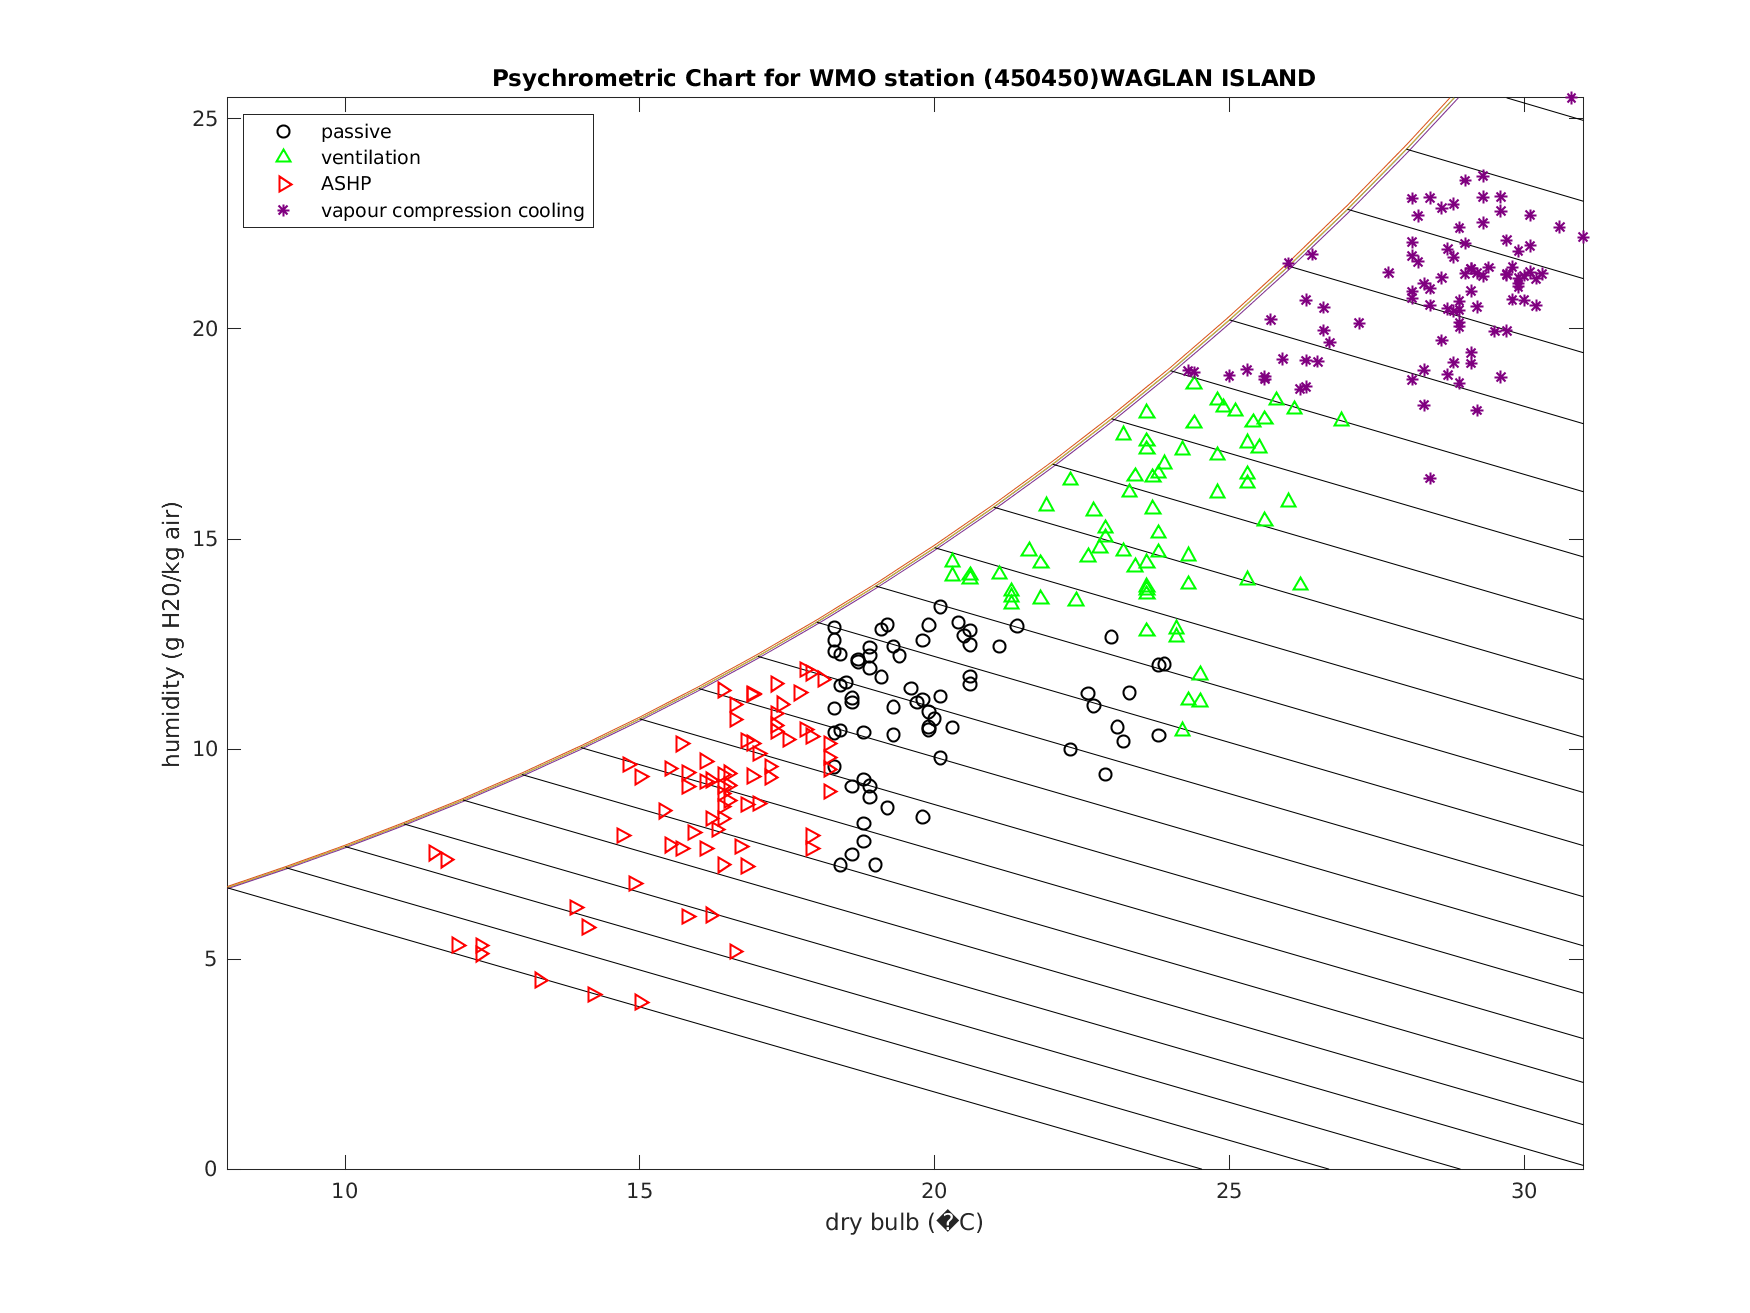 Psychrometric Chart for WMO station (450450)WAGLAN ISLAND
passive
ventilation
ASHP
vapour compression cooling
humidity (g H20/kg air)
25
20
15
10
5
0
10 15 20 25 30
dry bulb (�C)